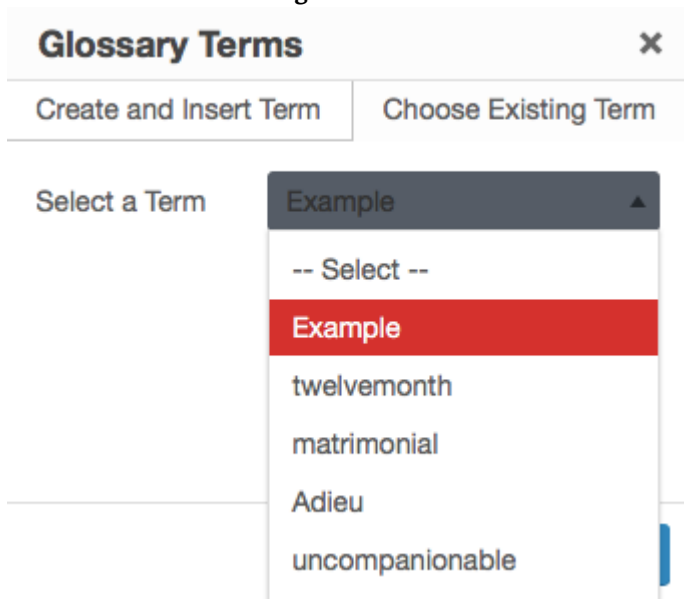 Glossary Terms ×
Create and Insert Term Choose Existing Term
Select a Term Example
-- Select --
Example
twelvemonth
matrimonial
Adieu
uncompanionable